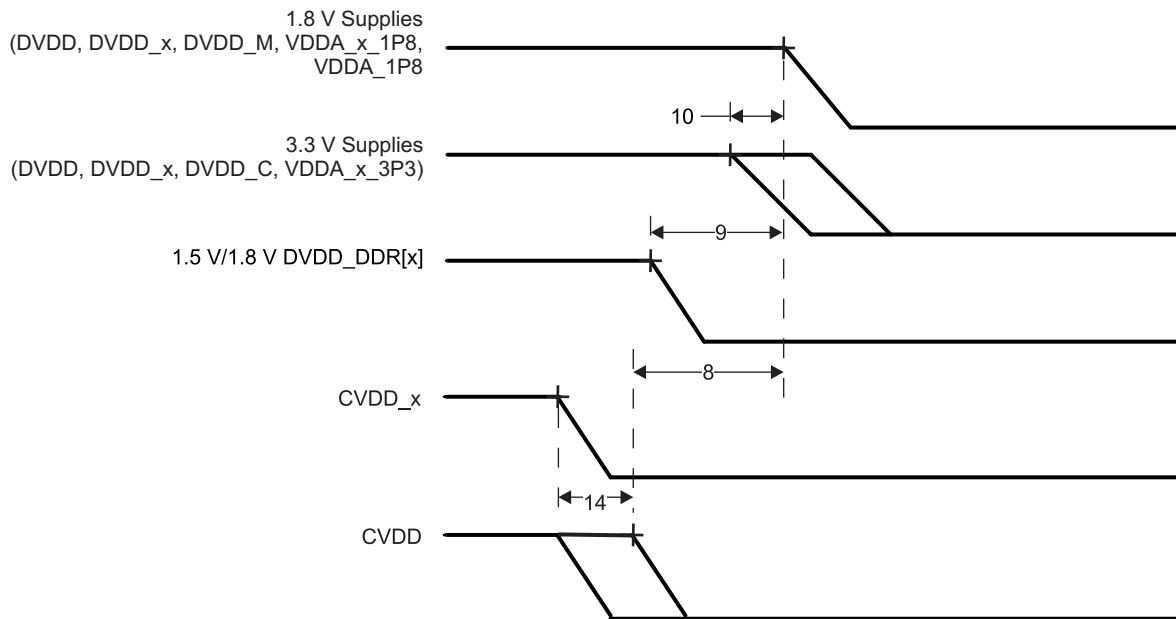 1.8 V Supplies
(DVDD, DVDD_x, DVDD_M, VDDA_x_1P8,
VDDA_1P8
10
3.3 V Supplies
(DVDD, DVDD_x, DVDD_C, VDDA_x_3P3)
9
1.5 V/1.8 V DVDD_DDR[x]
8
CVDD_x
14
CVDD